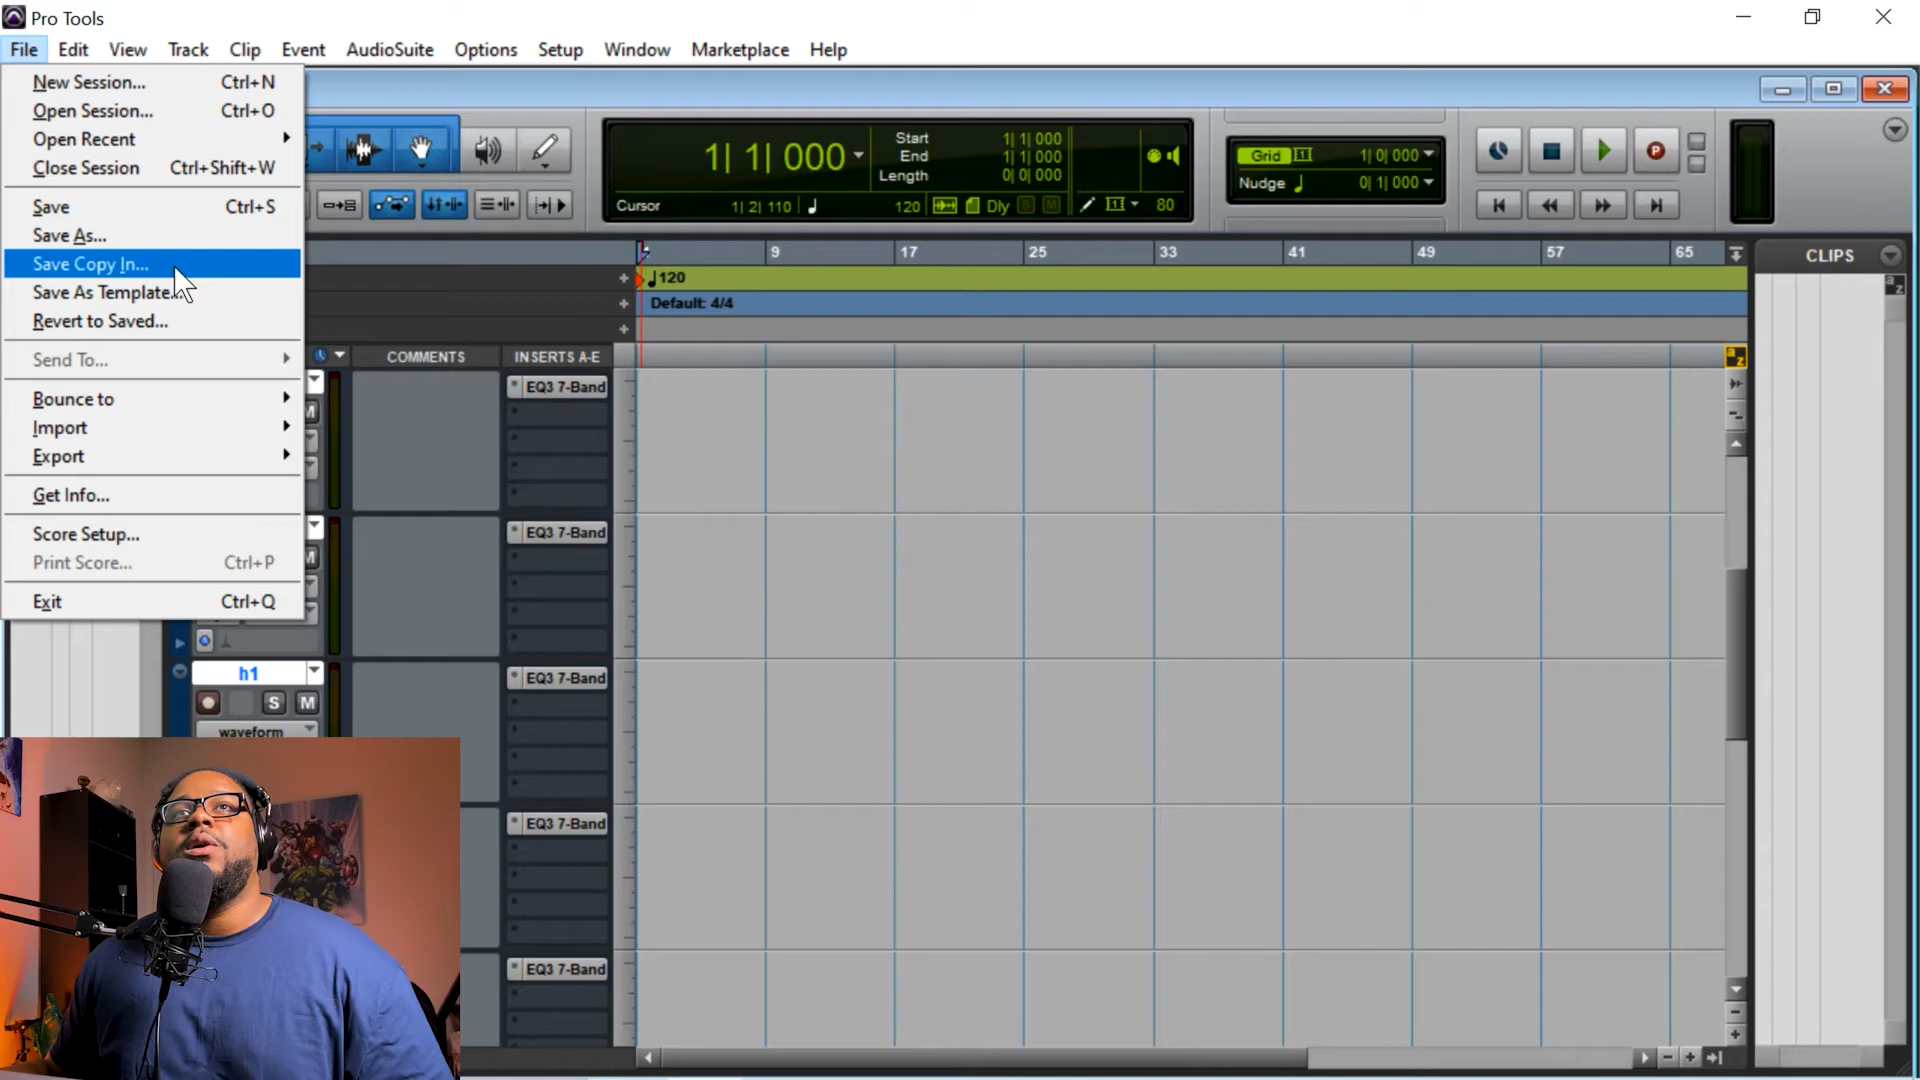 Pro Tools
File Edit View Track Clip Event AudioSuite Options Setup Window Marketplace Help
New Session... Ctrl+N
Open Session... Ctrl+O
Open Recent
Close Session Ctrl+Shift+W
Save Ctrl+S
Save As...
Save Copy In...
Save As Template...
Revert to Saved...
Send To...
Bounce to
Import
Export
Get Info...
Score Setup...
Print Score... Ctrl+P
Exit Ctrl+Q
1| 1| 000
Start 1| 1| 000
End 1| 1| 000
Length 0| 0| 000
Cursor 1| 2| 110 120 Dly S M 80
Grid 1| 0| 000
Nudge 0| 1| 000
P
9 17 25 33 41 49 57 65
120
Default: 4/4
CLIPS
a z
COMMENTS INSERTS A-E
a z
EQ3 7-Band
M
EQ3 7-Band
M
h1
S M
waveform
EQ3 7-Band
EQ3 7-Band
EQ3 7-Band